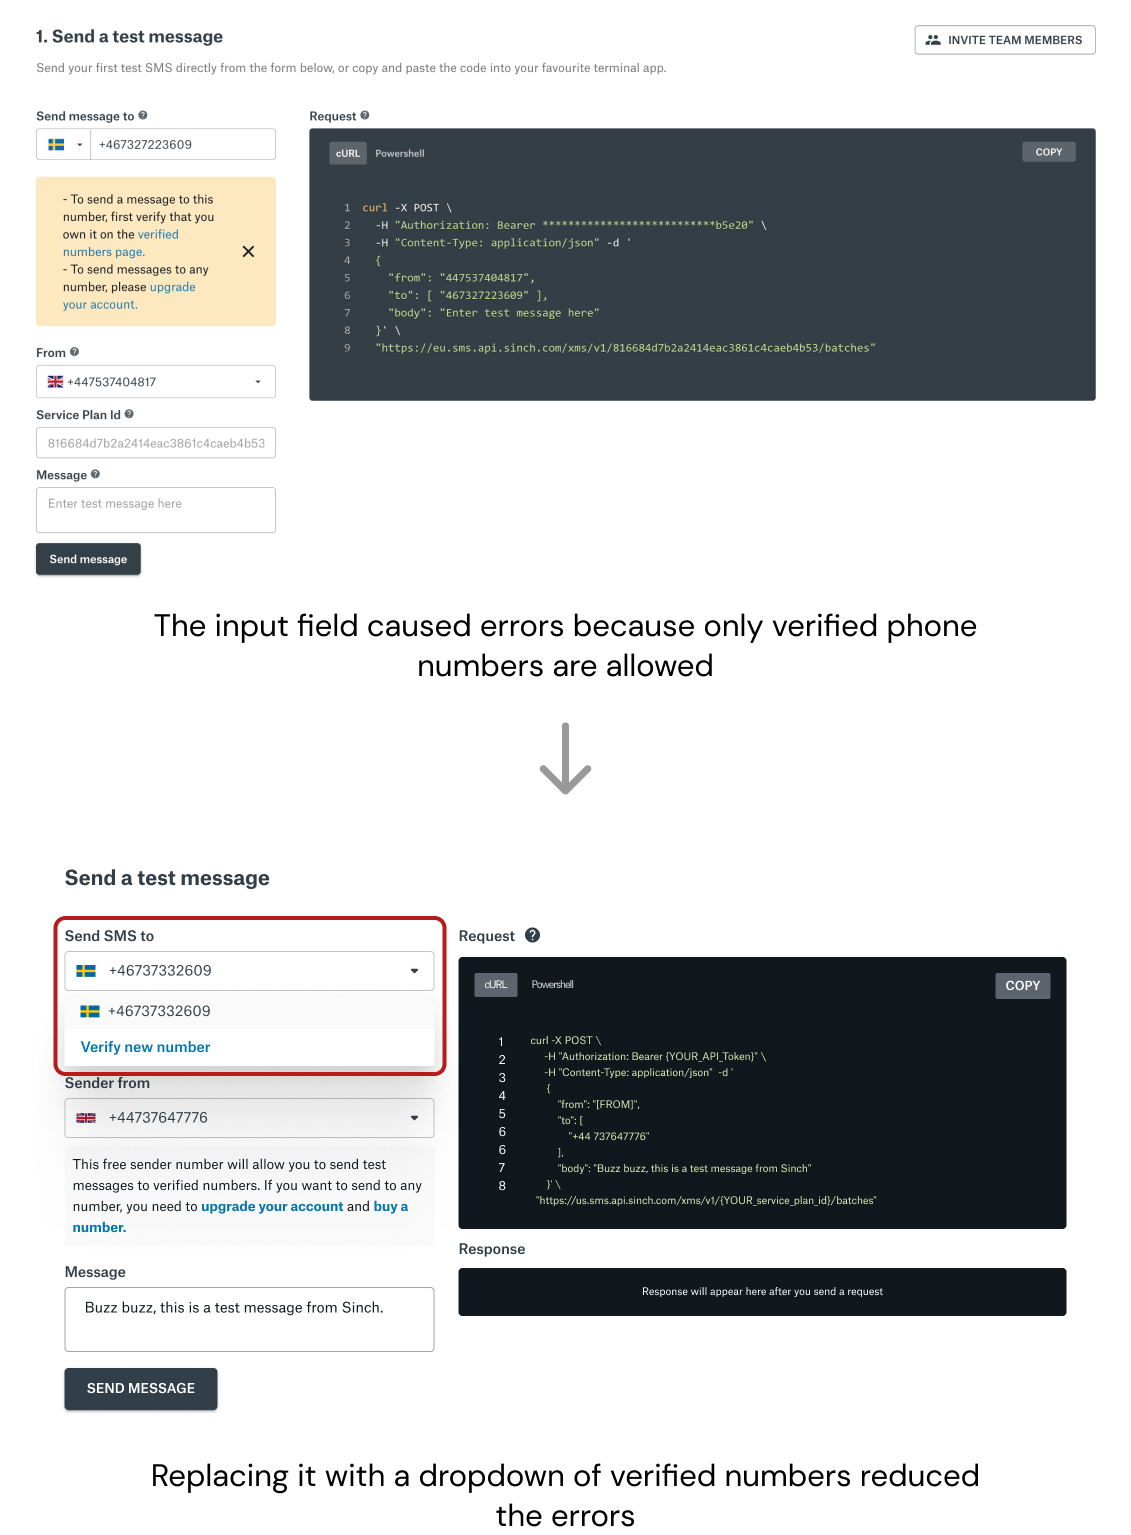 1. Send a test message
INVITE TEAM MEMBERS
Send your first test SMS directly from the form below, or copy and paste the code into your favourite terminal app.
Send message to
+467327223609
- To send a message to this
number, first verify that you
own it on the verified
numbers page.
- To send messages to any
number, please upgrade
your account.
From
+447537404817
Service Plan Id
816684d7b2a2414eac3861c4caeb4b53
Message
Enter test message here
Send message
Request
cURL Powershell
COPY
1 curl -X POST \
2 -H "Authorization: Bearer ***************************b5e20" \
3 -H "Content-Type: application/json" -d '
4 {
5 "from": "447537404817",
6 "to": [ "467327223609" ],
7 "body": "Enter test message here"
8 }' \
9 "https://eu.sms.api.sinch.com/xms/v1/816684d7b2a2414eac3861c4caeb4b53/batches"
The input field caused errors because only verified phone
numbers are allowed
Send a test message
Send SMS to
+46737332609
+46737332609
Verify new number
Sender from
+44737647776
This free sender number will allow you to send test
messages to verified numbers. If you want to send to any
number, you need to upgrade your account and buy a
number.
Message
Buzz buzz, this is a test message from Sinch.
SEND MESSAGE
Request
cURL Powershell
COPY
1
2
3
4
5
6
6
7
8
curl -X POST \
-H "Authorization: Bearer {YOUR_API_Token}" \
-H "Content-Type: application/json" -d '
{
"from": "[FROM]",
"to": [
"+44 737647776"
],
"body": "Buzz buzz, this is a test message from Sinch"
}' \
"https://us.sms.api.sinch.com/xms/v1/{YOUR_service_plan_id}/batches"
Response
Response will appear here after you send a request
Replacing it with a dropdown of verified numbers reduced
the errors